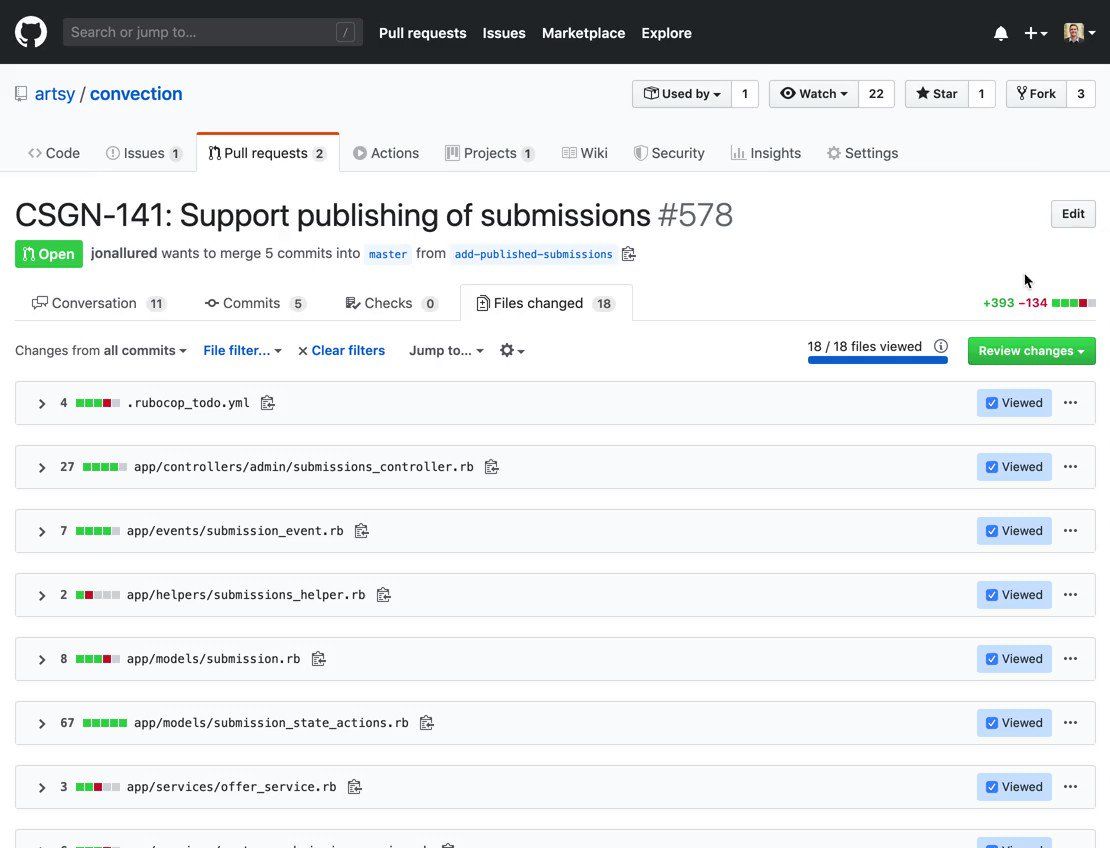 Search or jump to... / Pull requests Issues Marketplace Explore
artsy / convection Used by 1 Watch 22 Star 1 Fork 3
Code Issues 1 Pull requests 2 Actions Projects 1 Wiki Security Insights Settings
CSGN-141: Support publishing of submissions #578 Edit
Open jonallured wants to merge 5 commits into master from add-published-submissions
Conversation 11 Commits 5 Checks 0 Files changed 18 +393 −134
Changes from all commits File filter... × Clear filters Jump to... 18 / 18 files viewed Review changes
4 .rubocop_todo.yml Viewed
27 app/controllers/admin/submissions_controller.rb Viewed
7 app/events/submission_event.rb Viewed
2 app/helpers/submissions_helper.rb Viewed
8 app/models/submission.rb Viewed
67 app/models/submission_state_actions.rb Viewed
3 app/services/offer_service.rb Viewed